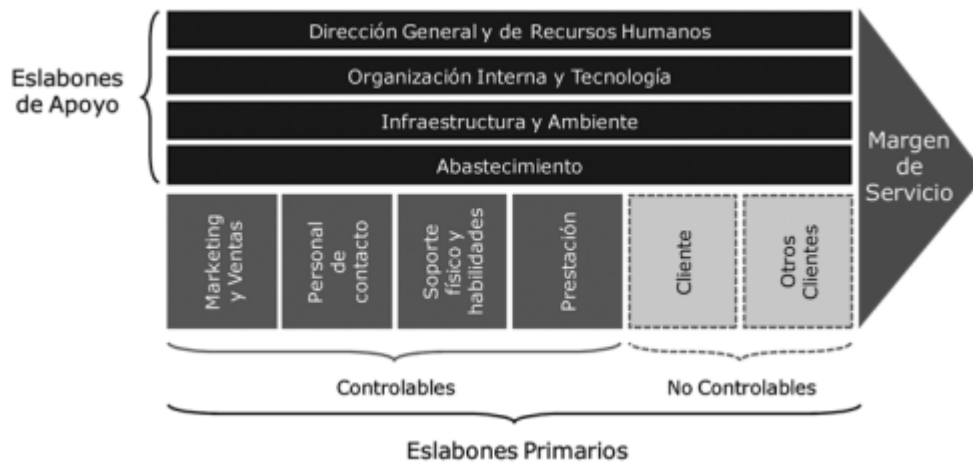 Dirección General y de Recursos Humanos
Organización Interna y Tecnología
Infraestructura y Ambiente
Abastecimiento
Eslabones
de Apoyo
Margen
de
Servicio
Marketing
y Ventas
Personal
de
contacto
Soporte
físico y
habilidades
Prestación
Cliente
Otros
Clientes
Controlables
No Controlables
Eslabones Primarios